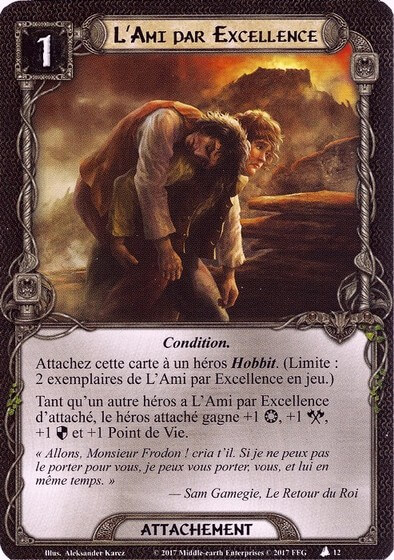 1
L'Ami par Excellence
Condition.
Attachez cette carte à un héros Hobbit. (Limite :
2 exemplaires de L'Ami par Excellence en jeu.)
Tant qu'un autre héros a L'Ami par Excellence
d'attaché, le héros attaché gagne +1 , +1 ,
+1 et +1 Point de Vie.
« Allons, Monsieur Frodon ! cria t'il. Si je ne peux pas
le porter pour vous, je peux vous porter, vous, et lui en
même temps. »
— Sam Gamegie, Le Retour du Roi
Attachement
Illus. Aleksander Karcz
© 2017 Middle-earth Enterprises © 2017 FFG
12